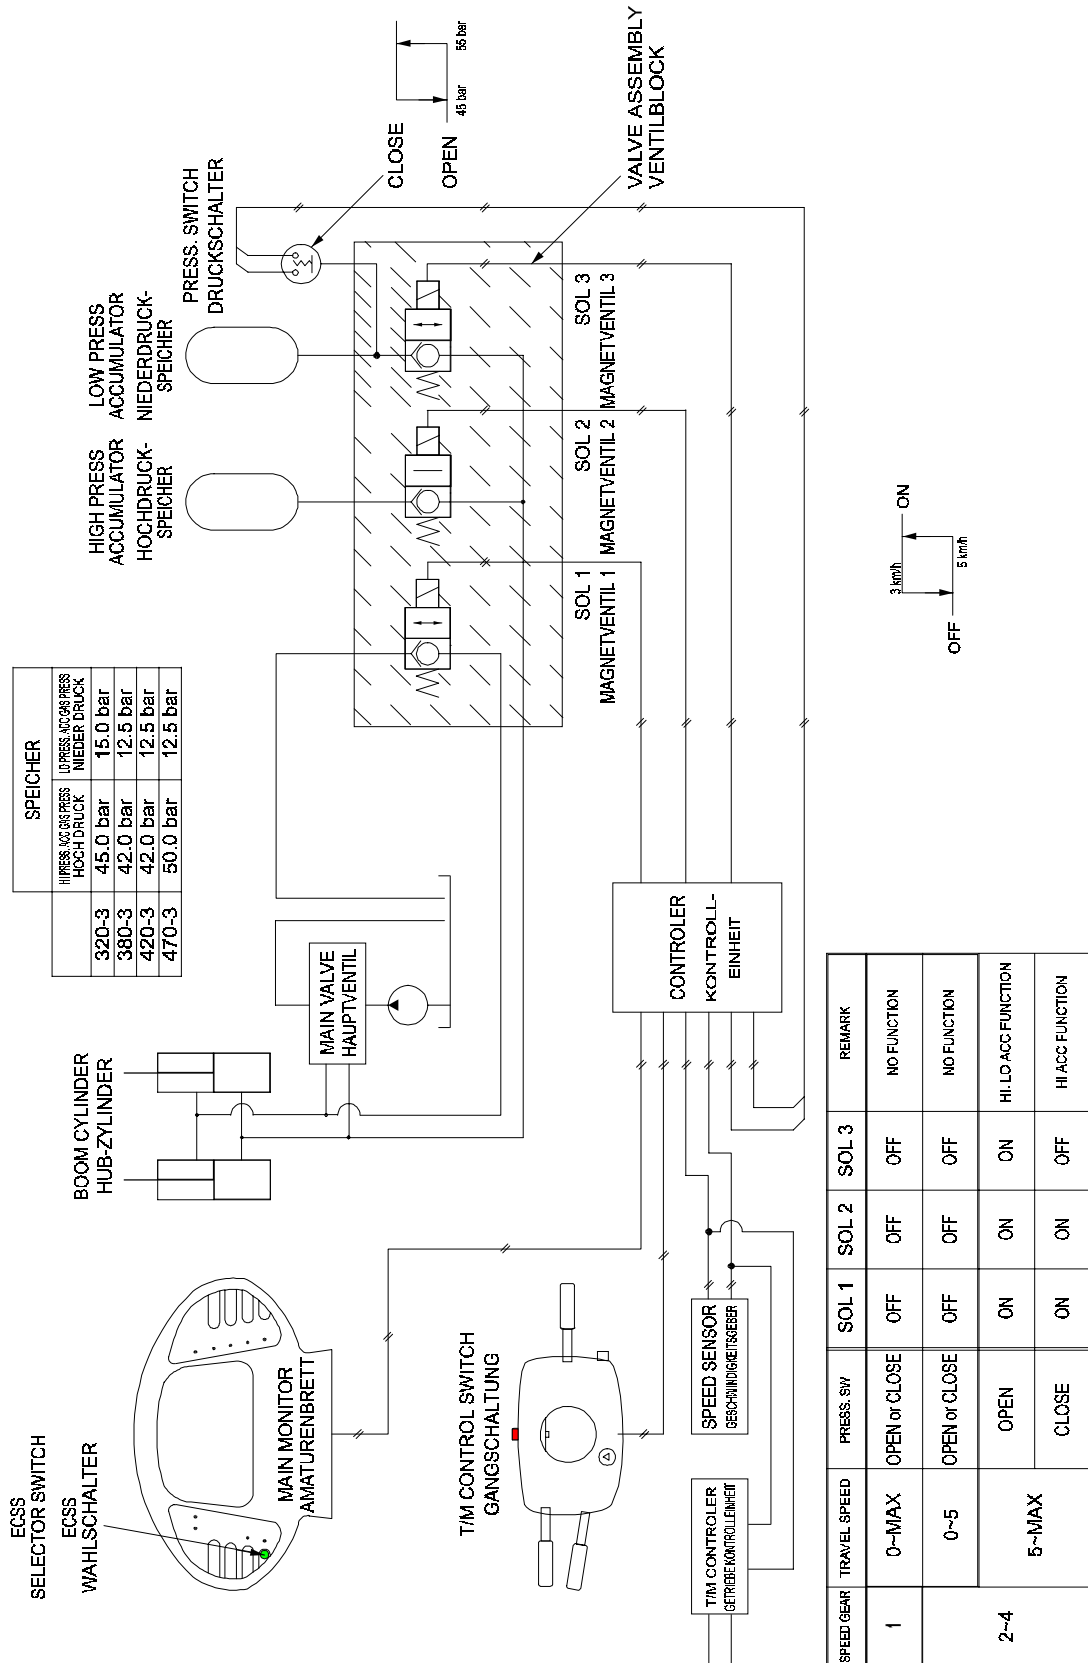 ECSS
SELECTOR SWITCH
ECSS
WAHLSCHALTER
MAIN MONITOR
AMATURENBRETT
BOOM CYLINDER
HUB-ZYLINDER
SPEICHER
HI PRESS. ACC GAS PRESS
HOCH DRUCK
LO PRESS. ACC GAS PRESS
NIEDER DRUCK
320-3 45.0 bar 15.0 bar
380-3 42.0 bar 12.5 bar
420-3 42.0 bar 12.5 bar
470-3 50.0 bar 12.5 bar
HIGH PRESS
ACCUMULATOR
HOCHDRUCK-
SPEICHER
LOW PRESS
ACCUMULATOR
NIEDERDRUCK-
SPEICHER
PRESS. SWITCH
DRUCKSCHALTER
CLOSE
OPEN
45 bar
55 bar
VALVE ASSEMBLY
VENTILBLOCK
MAIN VALVE
HAUPTVENTIL
SOL 1
MAGNETVENTIL 1
SOL 2
MAGNETVENTIL 2
SOL 3
MAGNETVENTIL 3
T/M CONTROL SWITCH
GANGSCHALTUNG
CONTROLER
KONTROLL-
EINHEIT
T/M CONTROLER
GETRIEBE KONTROLLEINHEIT
SPEED SENSOR
GESCHWINDIGKEITSGEBER
OFF
3 km/h
5 km/h
ON
SPEED GEAR TRAVEL SPEED PRESS. SW SOL 1 SOL 2 SOL 3 REMARK
1 0~MAX OPEN or CLOSE OFF OFF OFF NO FUNCTION
2~4 0~5 OPEN or CLOSE OFF OFF OFF NO FUNCTION
5~MAX OPEN ON ON ON HI. LO ACC FUNCTION
CLOSE ON ON OFF HI ACC FUNCTION